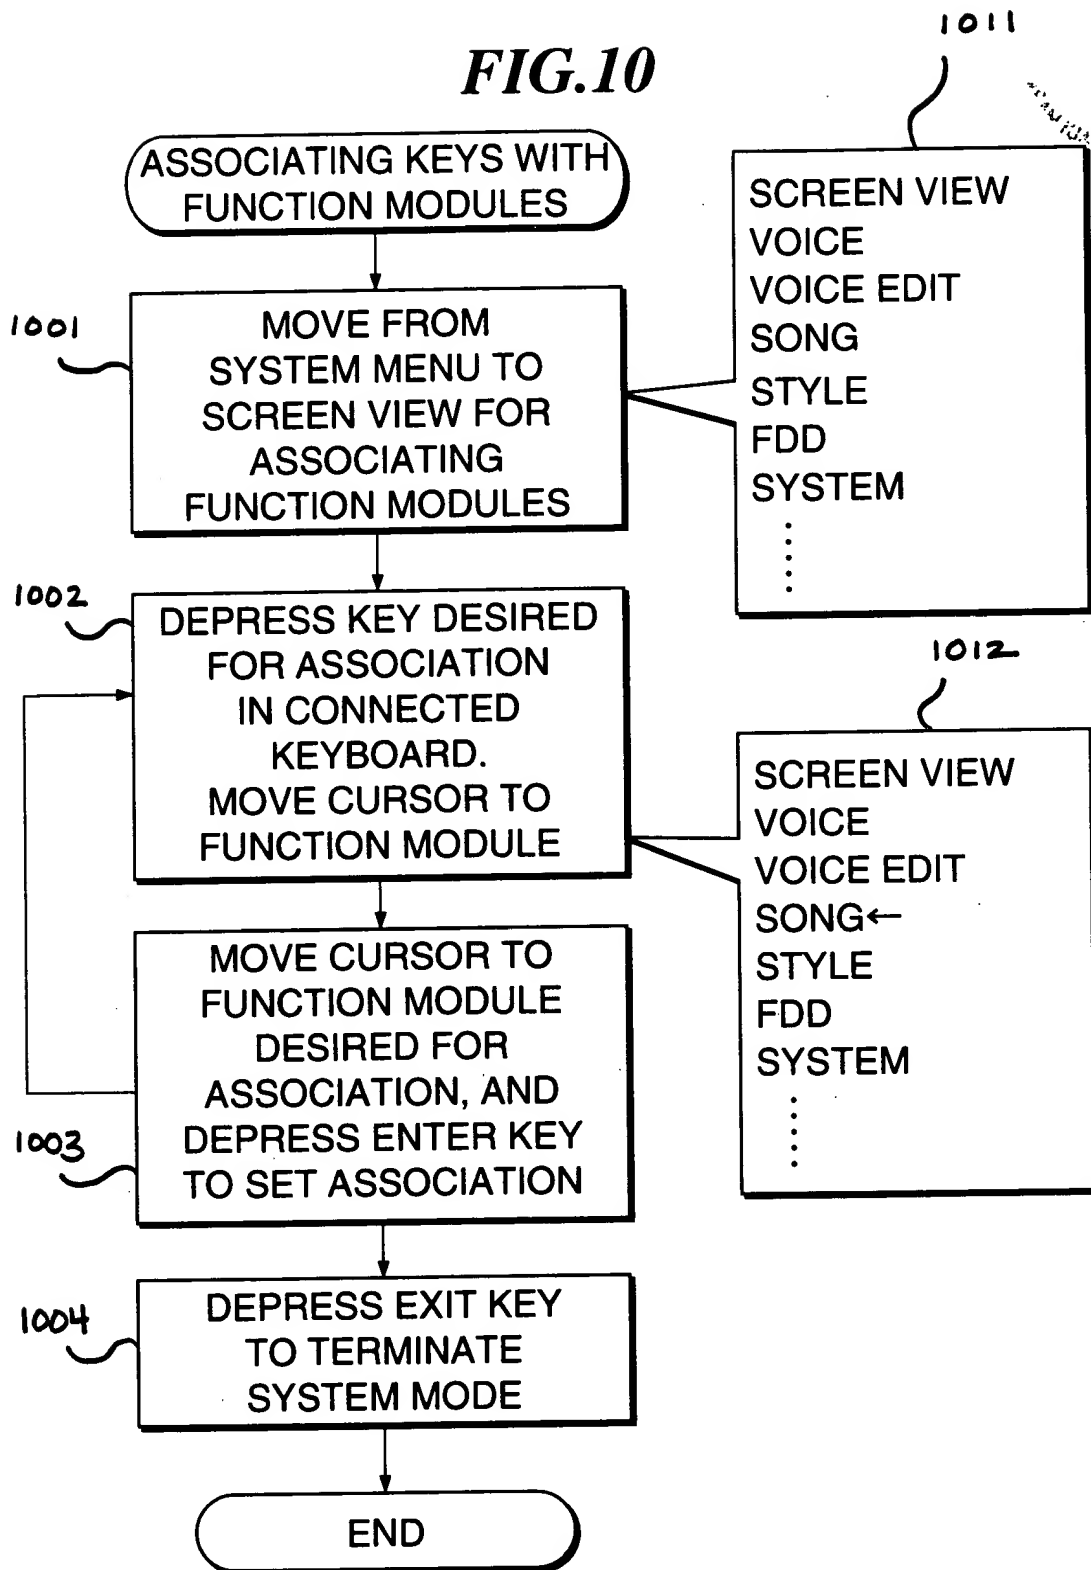 FIG.10
1011
ASSOCIATING KEYS WITH
FUNCTION MODULES
SCREEN VIEW
VOICE
VOICE EDIT
SONG
STYLE
FDD
SYSTEM
1001
MOVE FROM
SYSTEM MENU TO
SCREEN VIEW FOR
ASSOCIATING
FUNCTION MODULES
1002
DEPRESS KEY DESIRED
FOR ASSOCIATION
IN CONNECTED
KEYBOARD.
MOVE CURSOR TO
FUNCTION MODULE
1012
SCREEN VIEW
VOICE
VOICE EDIT
SONG←
STYLE
FDD
SYSTEM
1003
MOVE CURSOR TO
FUNCTION MODULE
DESIRED FOR
ASSOCIATION, AND
DEPRESS ENTER KEY
TO SET ASSOCIATION
1004
DEPRESS EXIT KEY
TO TERMINATE
SYSTEM MODE
END